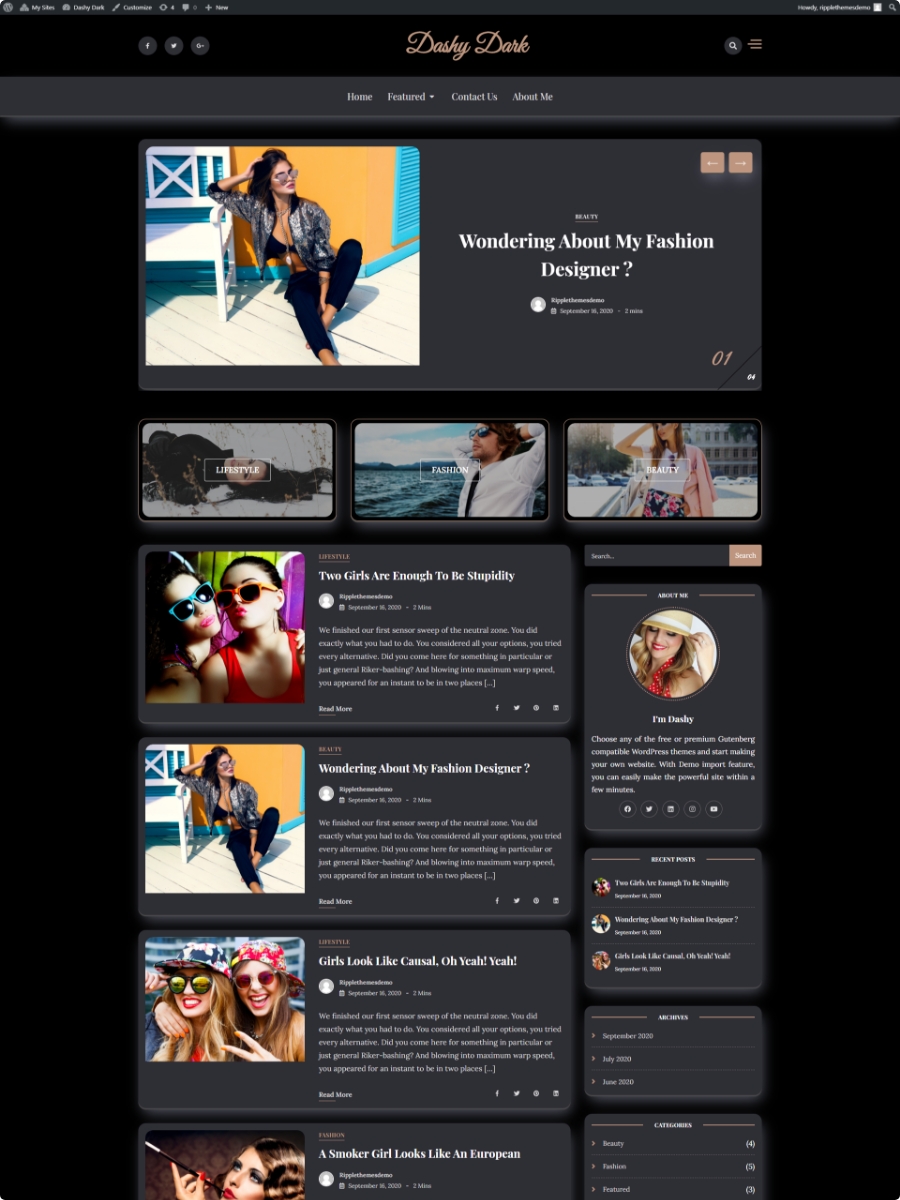 My Sites Dashy Dark Customize 4 0 New Howdy, ripplethemesdemo
G+ Dashy Dark
Home Featured Contact Us About Me
BEAUTY
Wondering About My Fashion
Designer ?
Ripplethemesdemo
September 16, 2020 - 2 mins
01
04
LIFESTYLE FASHION BEAUTY
LIFESTYLE
Two Girls Are Enough To Be Stupidity
Ripplethemesdemo
September 16, 2020 - 2 Mins
We finished our first sensor sweep of the neutral zone. You did
exactly what you had to do. You considered all your options, you tried
every alternative. Did you come here for something in particular or
just general Riker-bashing? And blowing into maximum warp speed,
you appeared for an instant to be in two places [...]
Read More
BEAUTY
Wondering About My Fashion Designer ?
Ripplethemesdemo
September 16, 2020 - 2 Mins
We finished our first sensor sweep of the neutral zone. You did
exactly what you had to do. You considered all your options, you tried
every alternative. Did you come here for something in particular or
just general Riker-bashing? And blowing into maximum warp speed,
you appeared for an instant to be in two places [...]
Read More
LIFESTYLE
Girls Look Like Causal, Oh Yeah! Yeah!
Ripplethemesdemo
September 16, 2020 - 2 Mins
We finished our first sensor sweep of the neutral zone. You did
exactly what you had to do. You considered all your options, you tried
every alternative. Did you come here for something in particular or
just general Riker-bashing? And blowing into maximum warp speed,
you appeared for an instant to be in two places [...]
Read More
FASHION
A Smoker Girl Looks Like An European
Ripplethemesdemo
September 16, 2020 - 2 Mins
Search... Search
ABOUT ME
I'm Dashy
Choose any of the free or premium Gutenberg
compatible WordPress themes and start making
your own website. With Demo import feature,
you can easily make the powerful site within a
few minutes.
RECENT POSTS
Two Girls Are Enough To Be Stupidity
September 16, 2020
Wondering About My Fashion Designer ?
September 16, 2020
Girls Look Like Causal, Oh Yeah! Yeah!
September 16, 2020
ARCHIVES
September 2020
July 2020
June 2020
CATEGORIES
Beauty (4)
Fashion (5)
Featured (3)